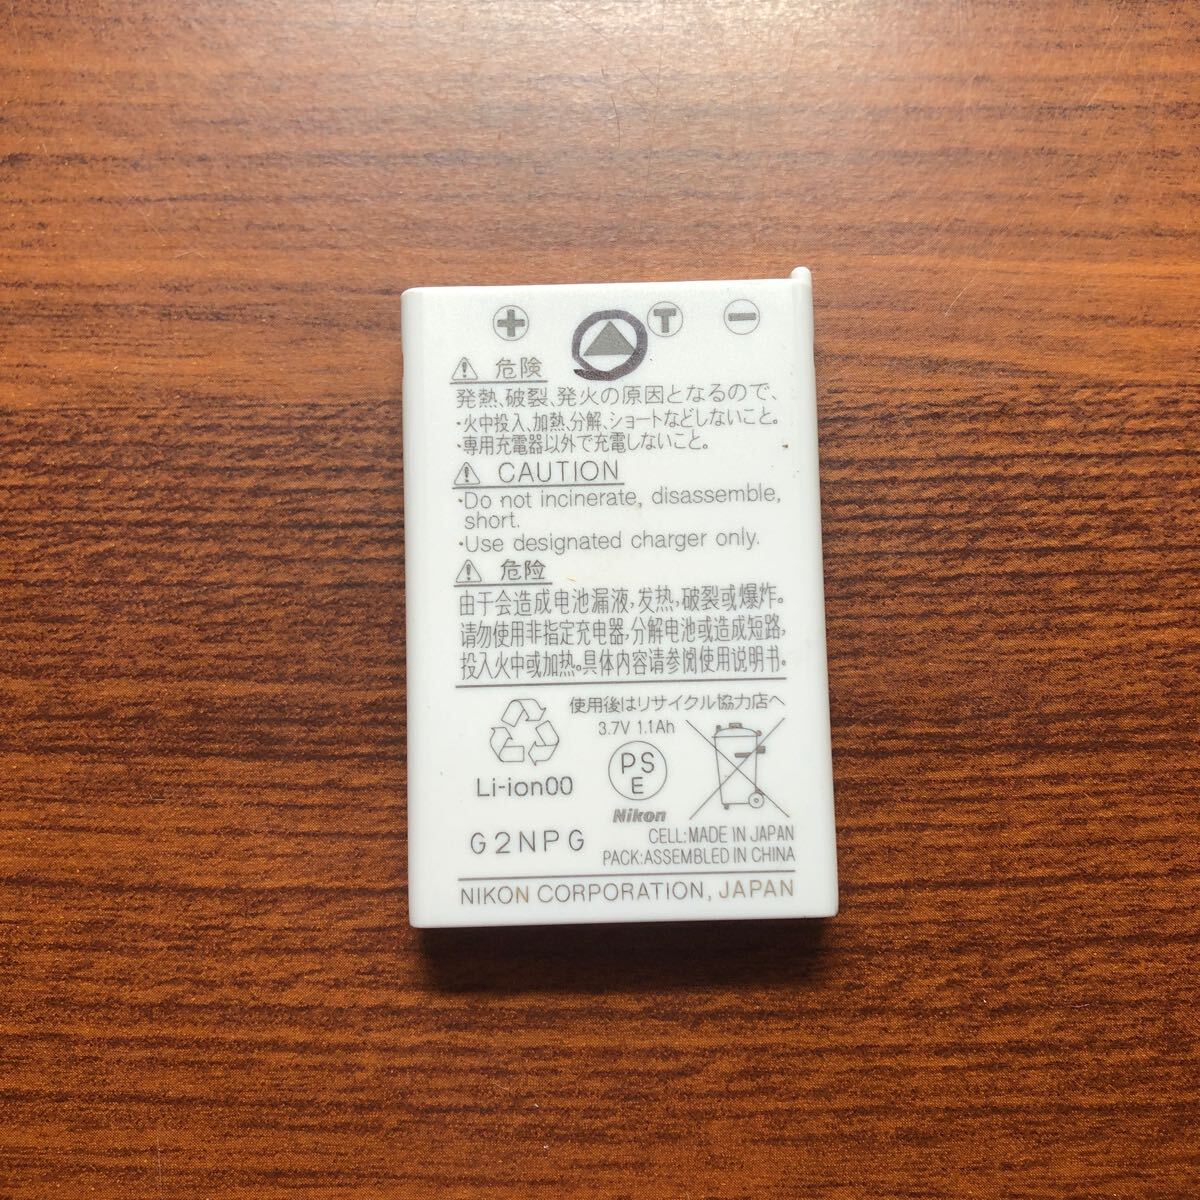 + T −
⚠ 危険
発熱、破裂、発火の原因となるので、
・火中投入、加熱、分解、ショートなどしないこと。
・専用充電器以外で充電しないこと。
⚠ CAUTION
・Do not incinerate, disassemble,
short.
・Use designated charger only.
⚠ 危险
由于会造成电池漏液,发热,破裂或爆炸。
请勿使用非指定充电器,分解电池或造成短路,
投入火中或加热。具体内容请参阅使用说明书。
使用後はリサイクル協力店へ
3.7V 1.1Ah
PS
E
Li-ion00
Nikon
G2NPG
CELL:MADE IN JAPAN
PACK:ASSEMBLED IN CHINA
NIKON CORPORATION, JAPAN